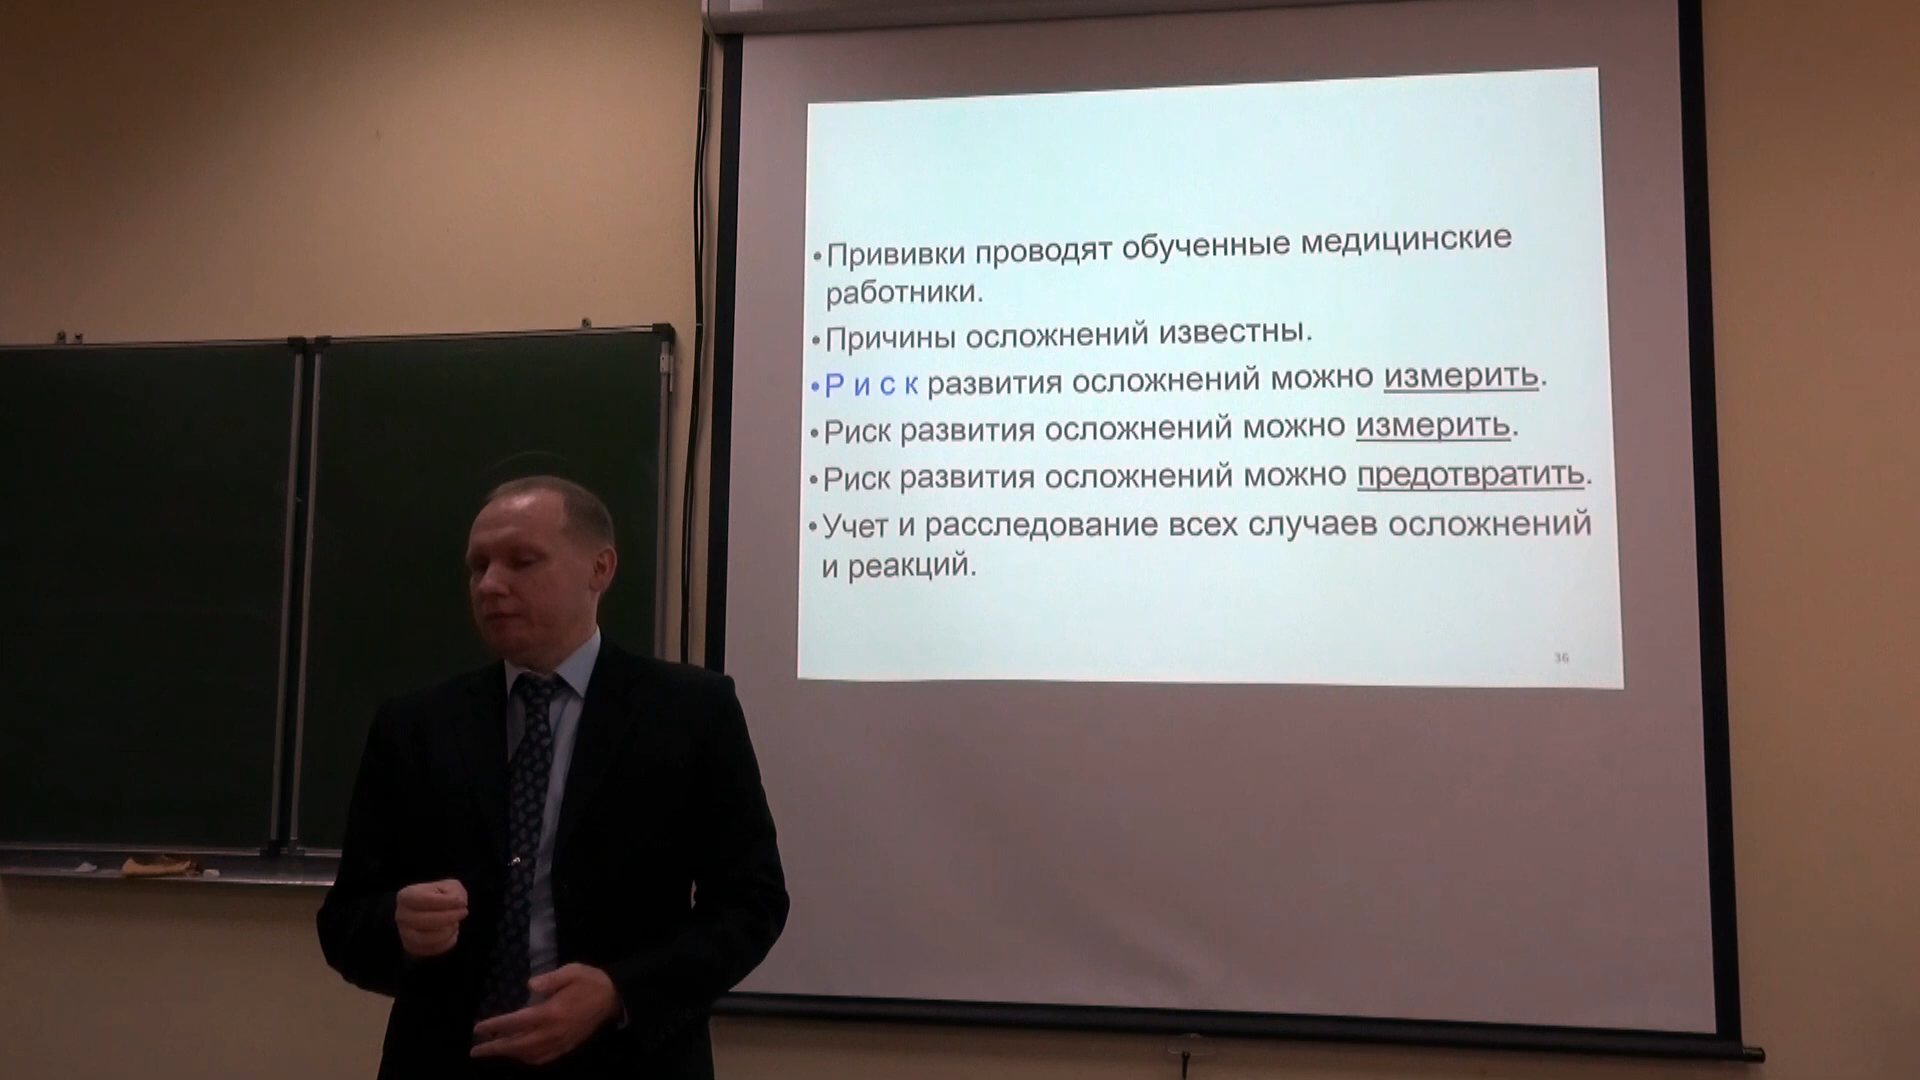 •Прививки проводят обученные медицинские
работники.
•Причины осложнений известны.
•Р и с к развития осложнений можно измерить.
•Риск развития осложнений можно измерить.
•Риск развития осложнений можно предотвратить.
•Учет и расследование всех случаев осложнений
и реакций.
36